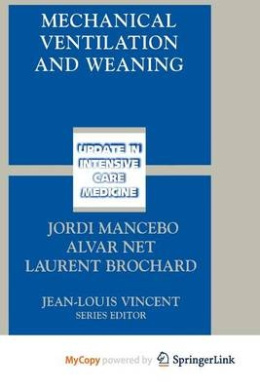 MECHANICAL
VENTILATION
AND WEANING
UPDATE IN
INTENSIVE
CARE
MEDICINE
JORDI MANCEBO
ALVAR NET
LAURENT BROCHARD
JEAN-LOUIS VINCENT
SERIES EDITOR
MyCopy powered by SpringerLink